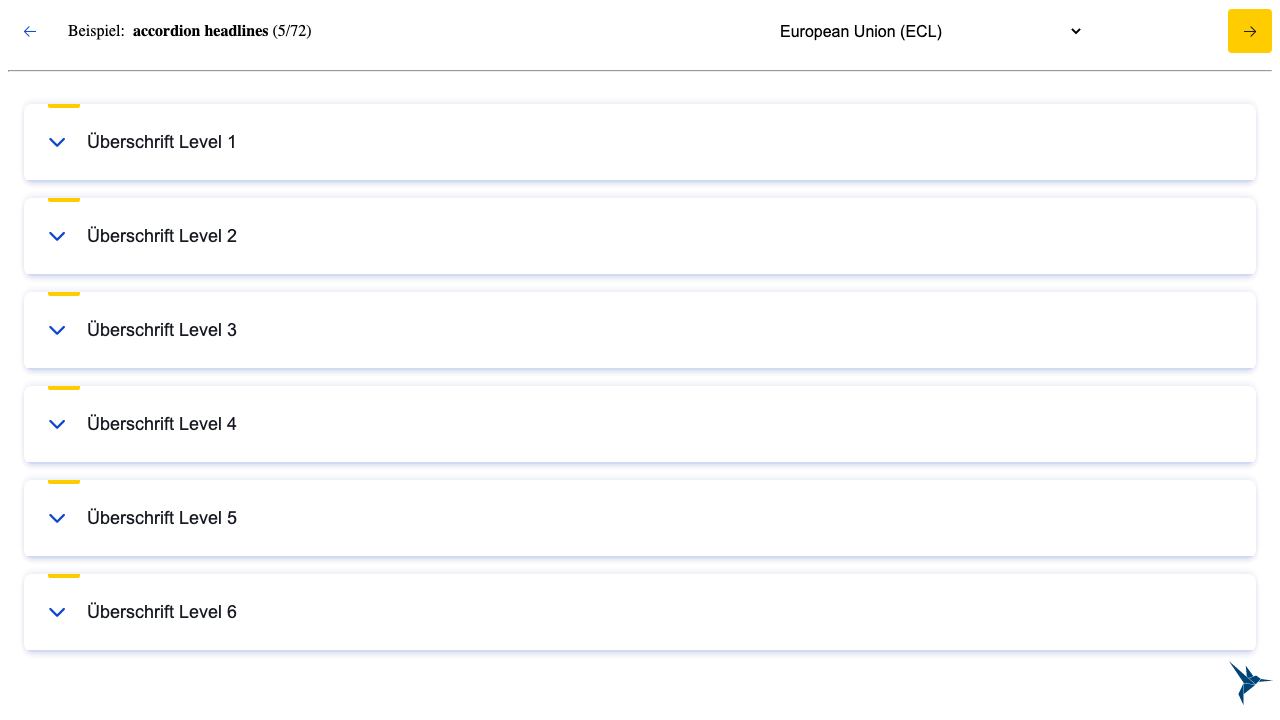 Beispiel: accordion headlines (5/72)
European Union (ECL)
Überschrift Level 1
Überschrift Level 2
Überschrift Level 3
Überschrift Level 4
Überschrift Level 5
Überschrift Level 6